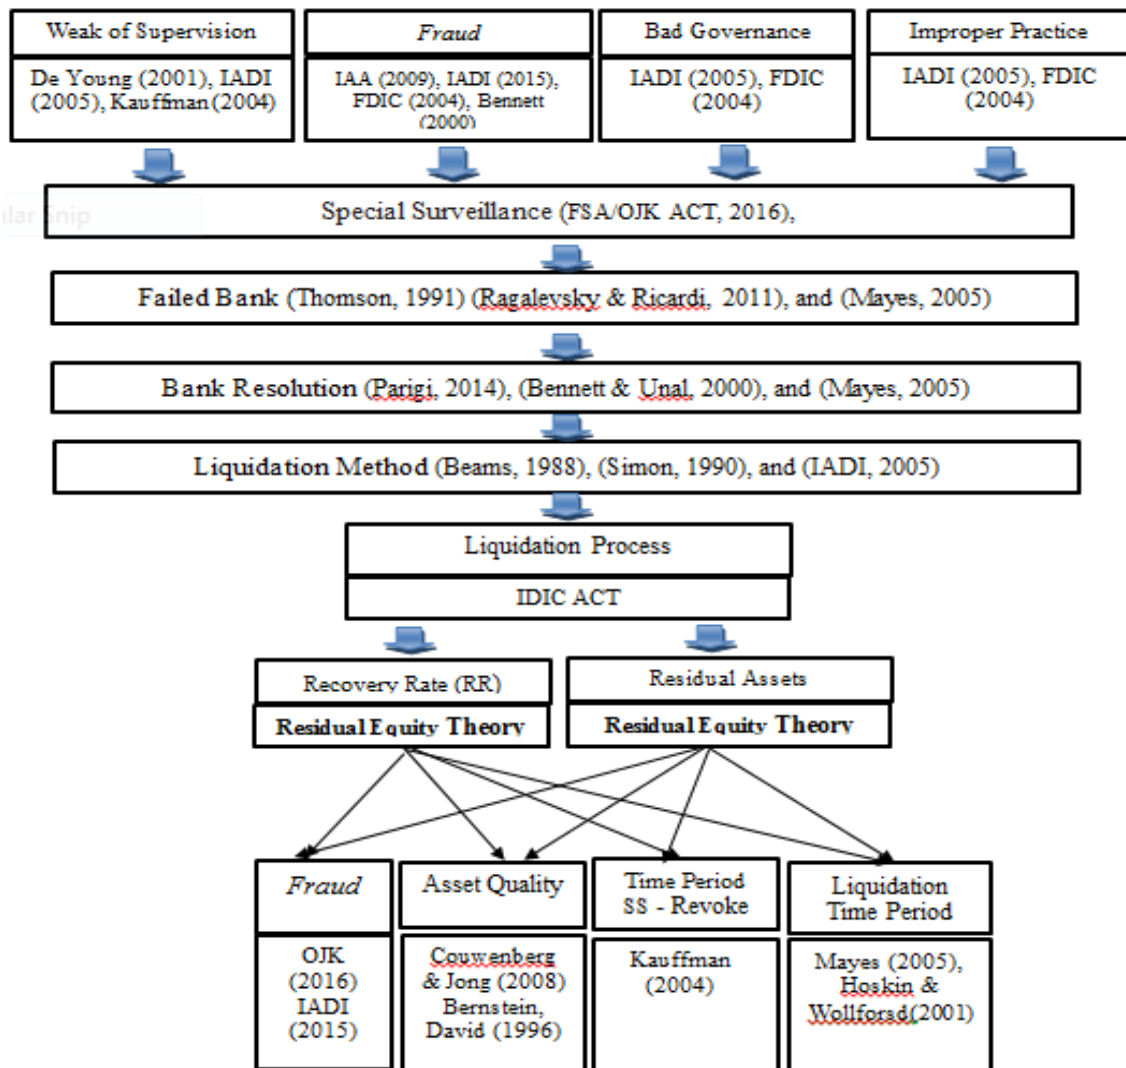 Weak of Supervision
De Young (2001), IADI
(2005), Kauffman (2004)
Fraud
IAA (2009), IADI (2015),
FDIC (2004), Bennett
(2000)
Bad Governance
IADI (2005), FDIC
(2004)
Improper Practice
IADI (2005), FDIC
(2004)
ular Snip
Special Surveillance (FSA/OJK ACT, 2016),
Failed Bank (Thomson, 1991) (Ragalevsky & Ricardi, 2011), and (Mayes, 2005)
Bank Resolution (Parigi, 2014), (Bennett & Unal, 2000), and (Mayes, 2005)
Liquidation Method (Beams, 1988), (Simon, 1990), and (IADI, 2005)
Liquidation Process
IDIC ACT
Recovery Rate (RR)
Residual Equity Theory
Residual Assets
Residual Equity Theory
Fraud
OJK
(2016)
IADI
(2015)
Asset Quality
Couwenberg
& Jong (2008)
Bernstein,
David (1996)
Time Period
SS - Revoke
Kauffman
(2004)
Liquidation
Time Period
Mayes (2005),
Hoskin &
Wollforsd(2001)